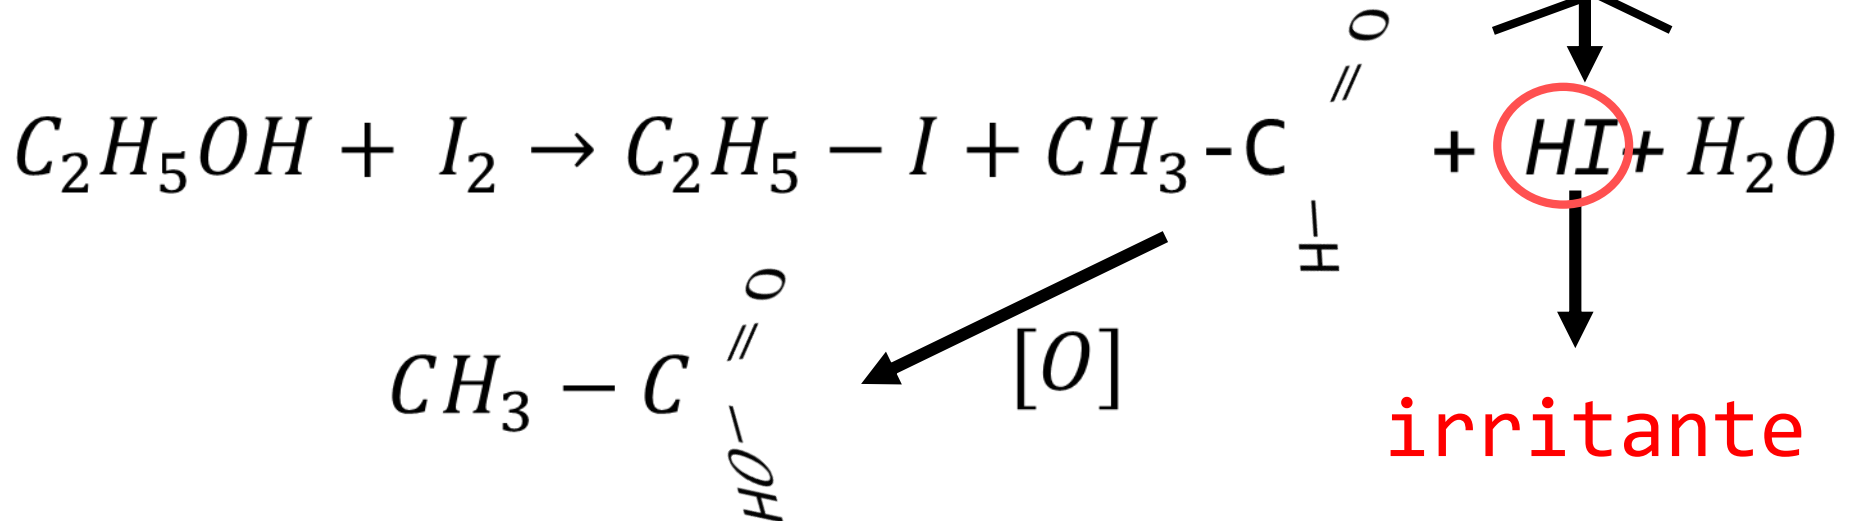 C₂H₅OH + I₂ → C₂H₅ − I + CH₃-C =O −H + HI + H₂O
CH₃ − C =O −OH [O]
irritante